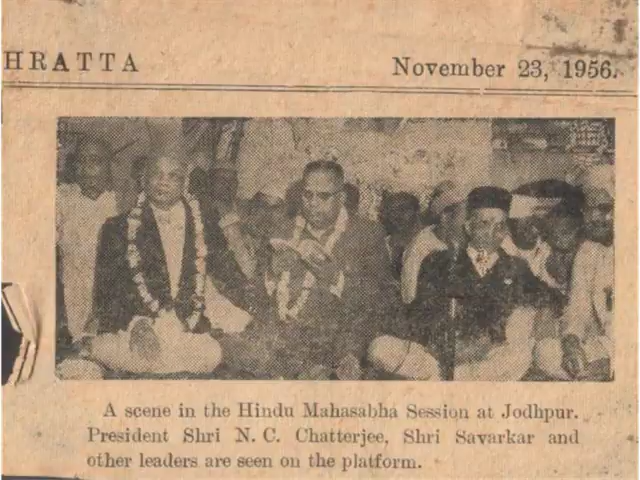 HRATTA
November 23, 1956.
A scene in the Hindu Mahasabha Session at Jodhpur.
President Shri N. C. Chatterjee, Shri Savarkar and
other leaders are seen on the platform.